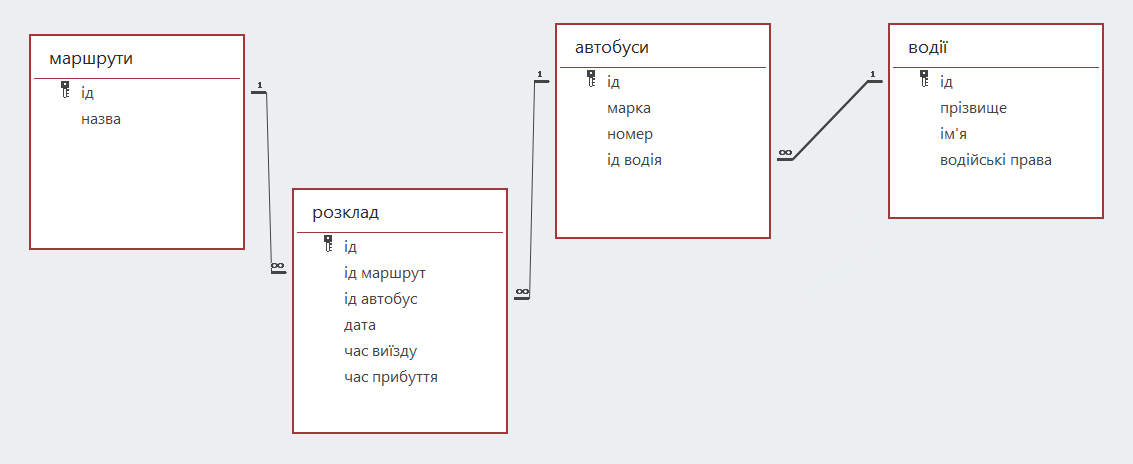 маршрути
ід
назва
розклад
ід
ід маршрут
ід автобус
дата
час виїзду
час прибуття
автобуси
ід
марка
номер
ід водія
водії
ід
прізвище
ім'я
водійські права
1
∞
1
∞
1
∞